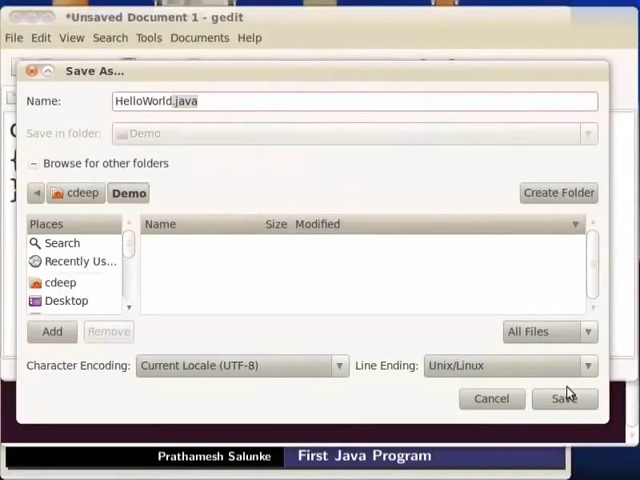 *Unsaved Document 1 - gedit
File Edit View Search Tools Documents Help
Save As...
Name: HelloWorld.java
Save in folder: Demo
Browse for other folders
cdeep Demo Create Folder
Places Name Size Modified
Search
Recently Us...
cdeep
Desktop
Add Remove All Files
Character Encoding: Current Locale (UTF-8) Line Ending: Unix/Linux
Cancel Save
Prathamesh Salunke First Java Program